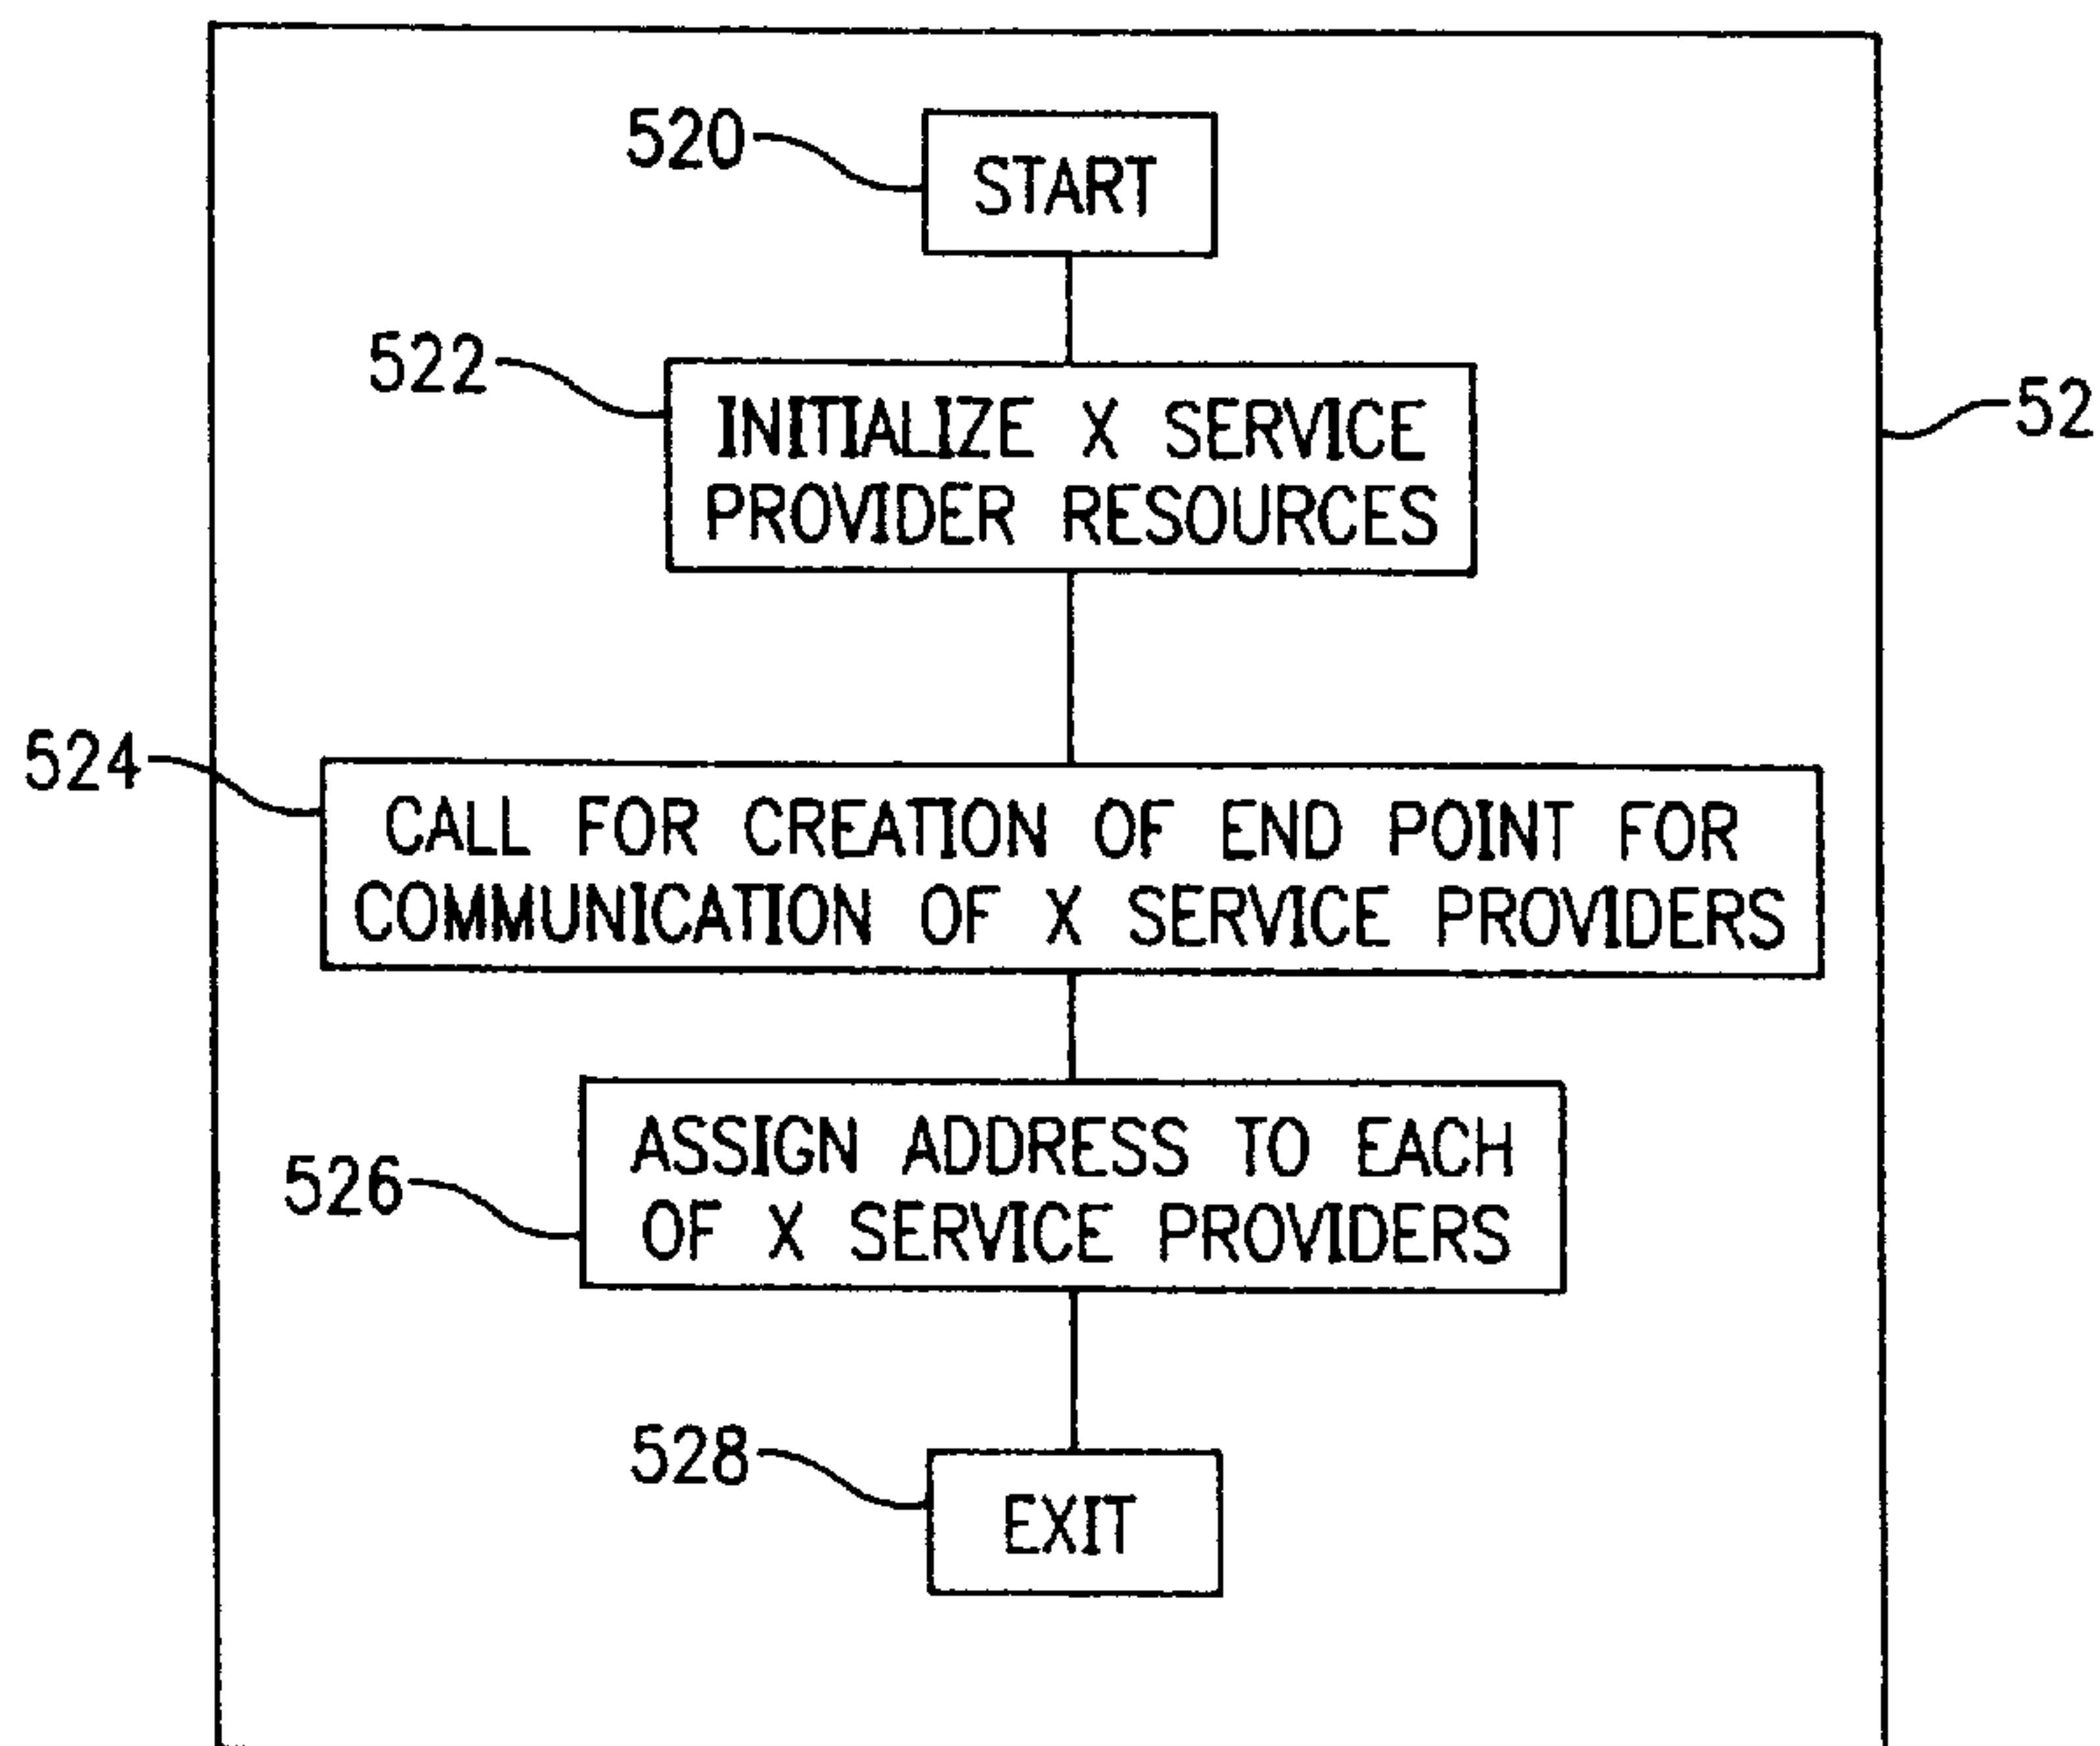 520
START
522
INITIALIZE X SERVICE
PROVIDER RESOURCES
52
524
CALL FOR CREATION OF END POINT FOR
COMMUNICATION OF X SERVICE PROVIDERS
526
ASSIGN ADDRESS TO EACH
OF X SERVICE PROVIDERS
528
EXIT